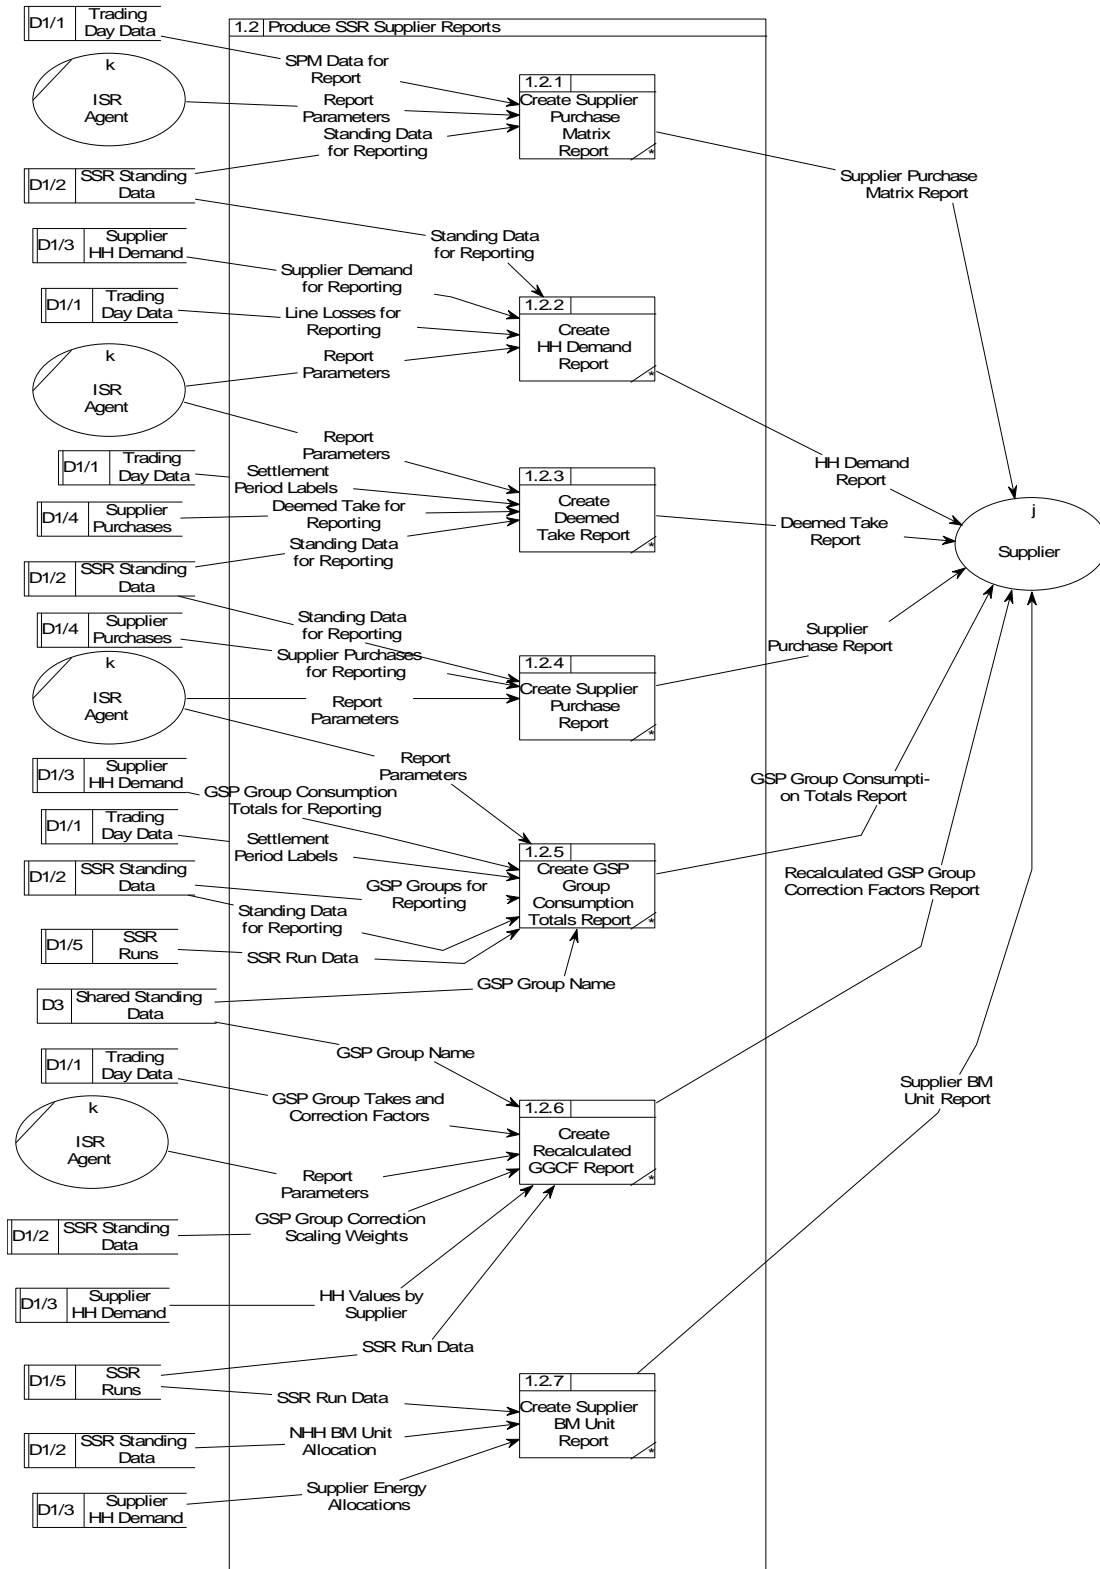 D1/1 Trading
Day Data
1.2 Produce SSR Supplier Reports
k
ISR
Agent
SPM Data for
Report
Report
Parameters
Standing Data
for Reporting
1.2.1
Create Supplier
Purchase
Matrix
Report
*
D1/2 SSR Standing
Data
Supplier Purchase
Matrix Report
D1/3 Supplier
HH Demand
Standing Data
for Reporting
Supplier Demand
for Reporting
D1/1 Trading
Day Data
Line Losses for
Reporting
1.2.2
Create
HH Demand
Report
*
k
ISR
Agent
Report
Parameters
Report
Parameters
D1/1 Trading
Day Data
Settlement
Period Labels
HH Demand
Report
1.2.3
Create
Deemed
Take Report
*
D1/4 Supplier
Purchases
Deemed Take for
Reporting
Deemed Take
Report
j
Supplier
Standing Data
for Reporting
D1/2 SSR Standing
Data
D1/4 Supplier
Purchases
Standing Data
for Reporting
Supplier Purchases
for Reporting
Supplier
Purchase Report
k
ISR
Agent
1.2.4
Create Supplier
Purchase
Report
*
Report
Parameters
Report
Parameters
D1/3 Supplier
HH Demand
GSP Group Consumption
Totals for Reporting
GSP Group Consumpti-
on Totals Report
D1/1 Trading
Day Data
Settlement
Period Labels
1.2.5
Create GSP
Group
Consumption
Totals Report
*
D1/2 SSR Standing
Data
GSP Groups for
Reporting
Standing Data
for Reporting
Recalculated GSP Group
Correction Factors Report
D1/5 SSR
Runs
SSR Run Data
D3 Shared Standing
Data
GSP Group Name
GSP Group Name
D1/1 Trading
Day Data
GSP Group Takes and
Correction Factors
Supplier BM
Unit Report
k
ISR
Agent
1.2.6
Create
Recalculated
GGCF Report
*
Report
Parameters
D1/2 SSR Standing
Data
GSP Group Correction
Scaling Weights
D1/3 Supplier
HH Demand
HH Values by
Supplier
SSR Run Data
D1/5 SSR
Runs
SSR Run Data
1.2.7
Create Supplier
BM Unit
Report
*
D1/2 SSR Standing
Data
NHH BM Unit
Allocation
D1/3 Supplier
HH Demand
Supplier Energy
Allocations